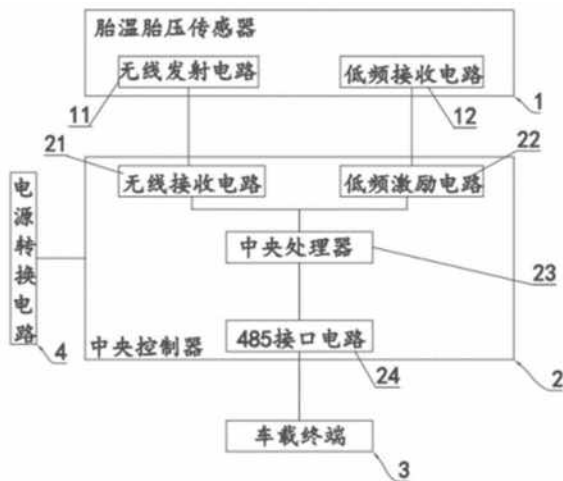 胎温胎压传感器
无线发射电路
低频接收电路
11
12
1
21
22
无线接收电路
低频激励电路
电源转换电路
中央处理器
23
中央控制器
485接口电路
4
24
2
车载终端
3